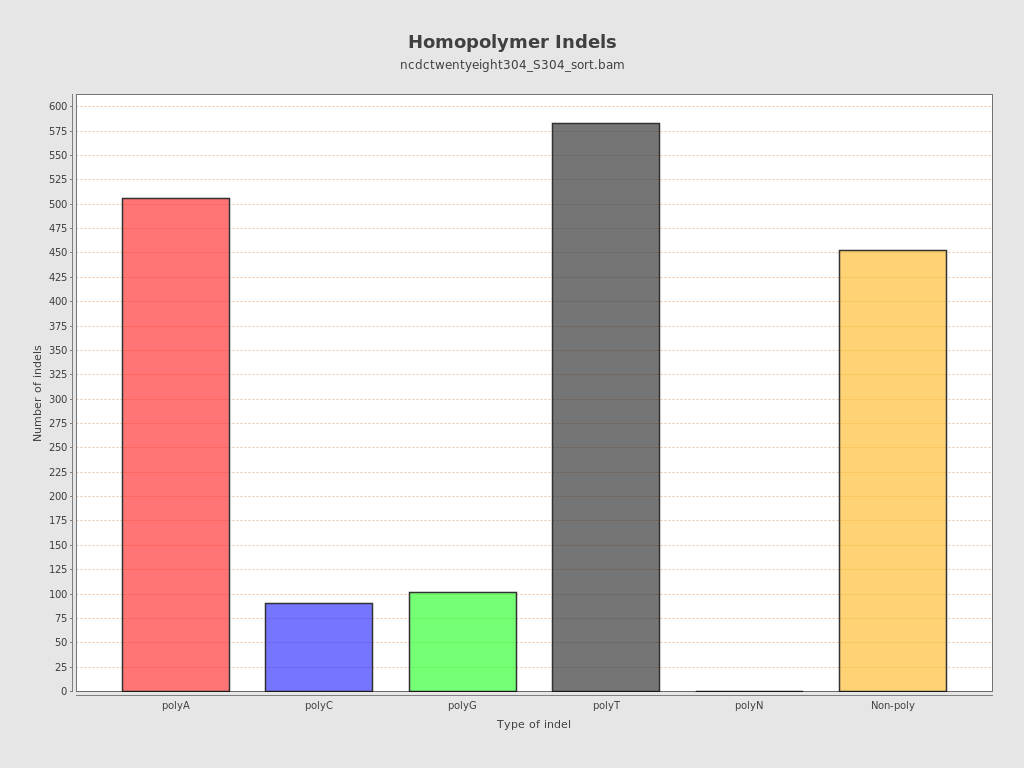 Homopolymer Indels
ncdctwentyeight304_S304_sort.bam
600
575
550
525
500
475
450
425
400
375
350
325
300
275
250
225
200
175
150
125
100
75
50
25
0
Number of indels
polyA
polyC
polyG
polyT
polyN
Non-poly
Type of indel